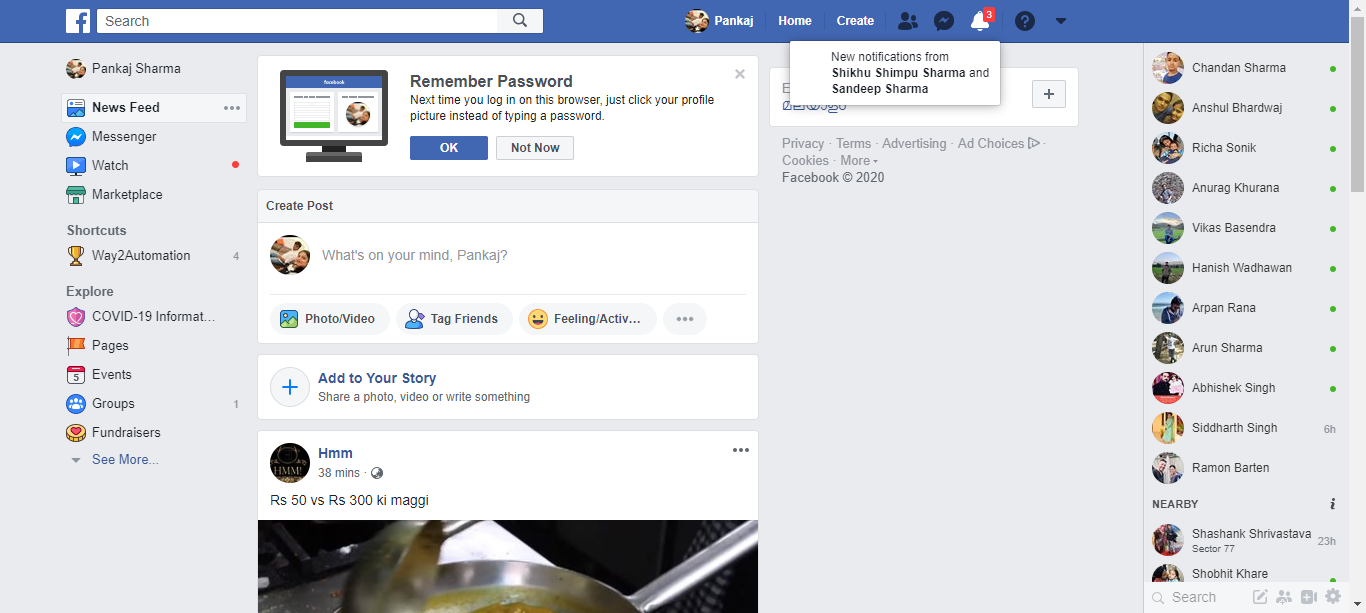 Search
Pankaj
Home
Create
3
New notifications from
Shikhu Shimpu Sharma and
Sandeep Sharma
Pankaj Sharma
News Feed
Messenger
Watch
Marketplace
Shortcuts
Way2Automation 4
Explore
COVID-19 Informat...
Pages
5
Events
Groups 1
Fundraisers
See More...
facebook
Remember Password
Next time you log in on this browser, just click your profile
picture instead of typing a password.
OK
Not Now
Create Post
What's on your mind, Pankaj?
Photo/Video
Tag Friends
Feeling/Activ...
Add to Your Story
Share a photo, video or write something
HMM!
Hmm
38 mins ·
Rs 50 vs Rs 300 ki maggi
Privacy · Terms · Advertising · Ad Choices ·
Cookies · More
Facebook © 2020
Chandan Sharma
Anshul Bhardwaj
Richa Sonik
Anurag Khurana
Vikas Basendra
Hanish Wadhawan
Arpan Rana
Arun Sharma
Abhishek Singh
Siddharth Singh 6h
Ramon Barten
NEARBY
Shashank Shrivastava 23h
Sector 77
Shobhit Khare
Search